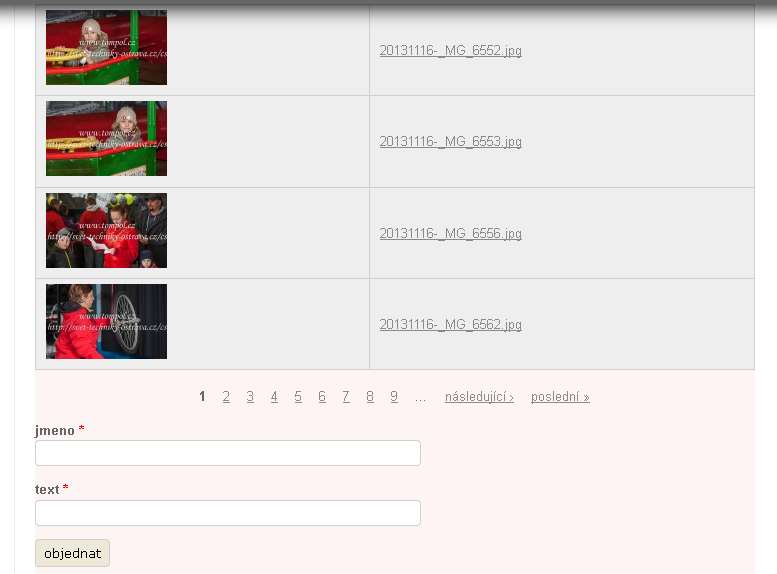 www.tompol.cz
http://svet-techniky-ostrava.cz/cs
20131116-_MG_6552.jpg
www.tompol.cz
http://svet-techniky-ostrava.cz/cs
20131116-_MG_6553.jpg
www.tompol.cz
http://svet-techniky-ostrava.cz/cs
20131116-_MG_6556.jpg
www.tompol.cz
http://svet-techniky-ostrava.cz/cs
20131116-_MG_6562.jpg
1 2 3 4 5 6 7 8 9 … následující › poslední »
jmeno *
text *
objednat